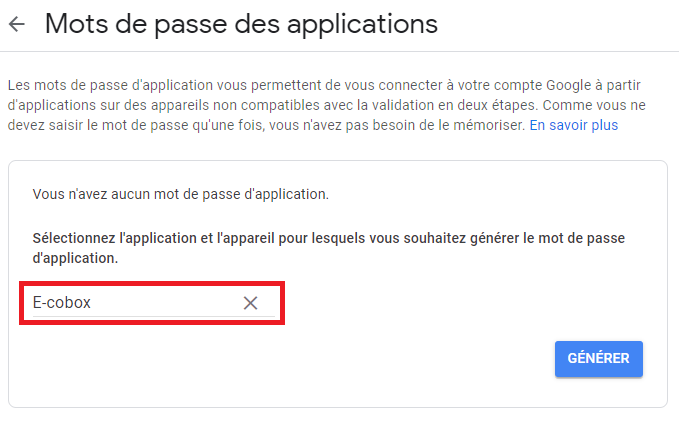 Mots de passe des applications
Les mots de passe d'application vous permettent de vous connecter à votre compte Google à partir
d'applications sur des appareils non compatibles avec la validation en deux étapes. Comme vous ne
devez saisir le mot de passe qu'une fois, vous n'avez pas besoin de le mémoriser. En savoir plus
Vous n'avez aucun mot de passe d'application.
Sélectionnez l'application et l'appareil pour lesquels vous souhaitez générer le mot de passe
d'application.
E-cobox
GÉNÉRER